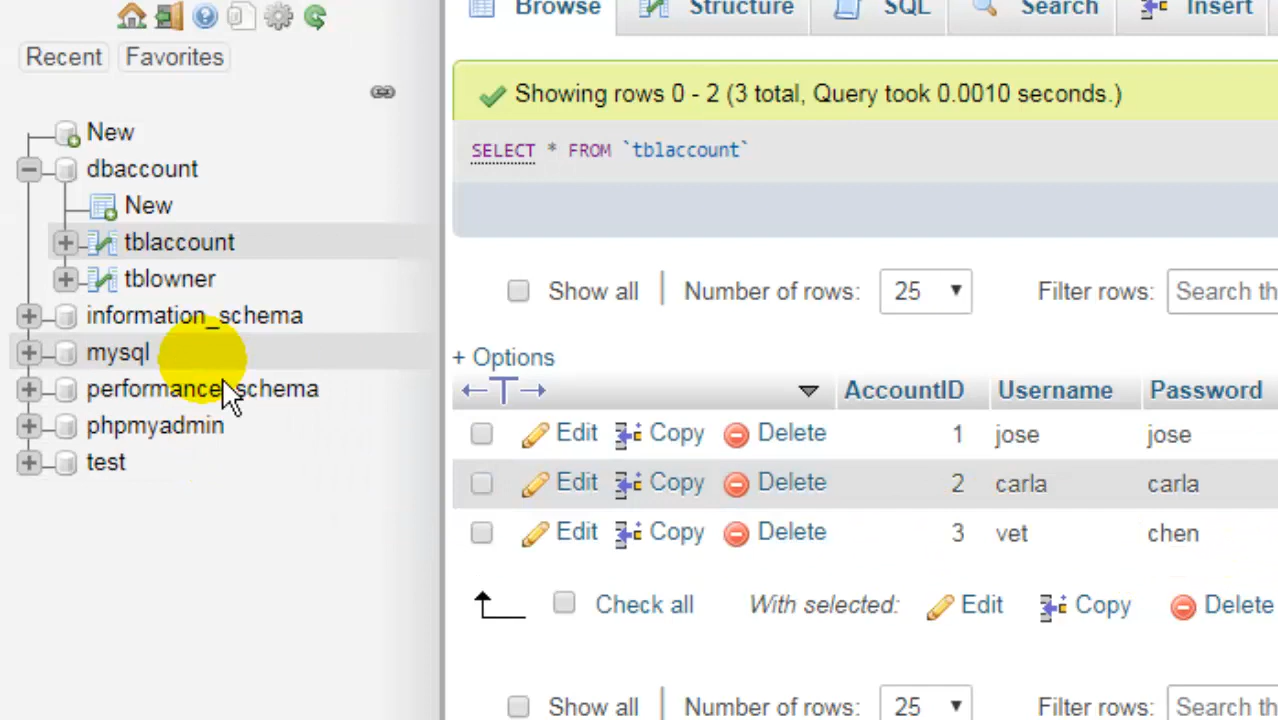 Browse Structure SQL Search Insert
Recent Favorites
Showing rows 0 - 2 (3 total, Query took 0.0010 seconds.)
New
SELECT * FROM `tblaccount`
dbaccount
New
tblaccount
tblowner
Show all Number of rows: 25 Filter rows: Search th
information_schema
mysql
+ Options
performance_schema
AccountID Username Password
phpmyadmin
Edit Copy Delete 1 jose jose
test
Edit Copy Delete 2 carla carla
Edit Copy Delete 3 vet chen
Check all With selected: Edit Copy Delete
Show all Number of rows: 25 Filter rows: Search th